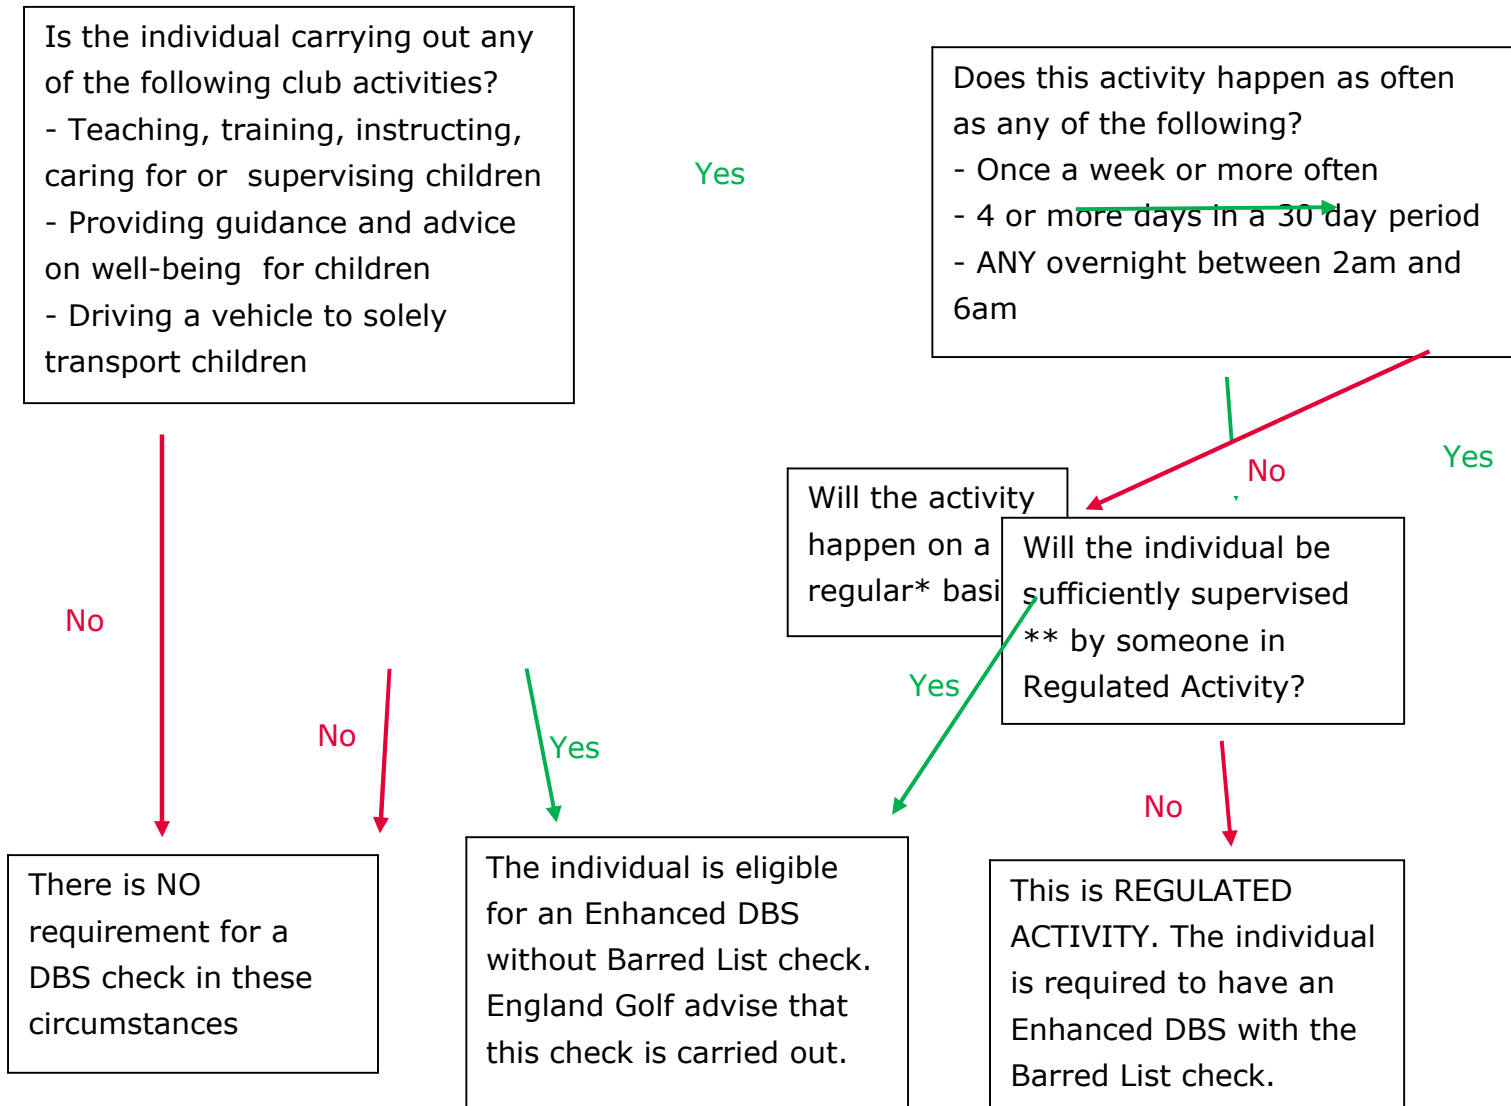 Is the individual carrying out any
of the following club activities?
- Teaching, training, instructing,
caring for or  supervising children
- Providing guidance and advice
on well-being  for children
- Driving a vehicle to solely
transport children
Yes
Does this activity happen as often
as any of the following?
- Once a week or more often
- 4 or more days in a 30 day period
- ANY overnight between 2am and
6am
No
Yes
Will the activity
happen on a
regular* basi
Will the individual be
sufficiently supervised
** by someone in
Regulated Activity?
No
No
Yes
Yes
No
There is NO
requirement for a
DBS check in these
circumstances
The individual is eligible
for an Enhanced DBS
without Barred List check.
England Golf advise that
this check is carried out.
This is REGULATED
ACTIVITY. The individual
is required to have an
Enhanced DBS with the
Barred List check.